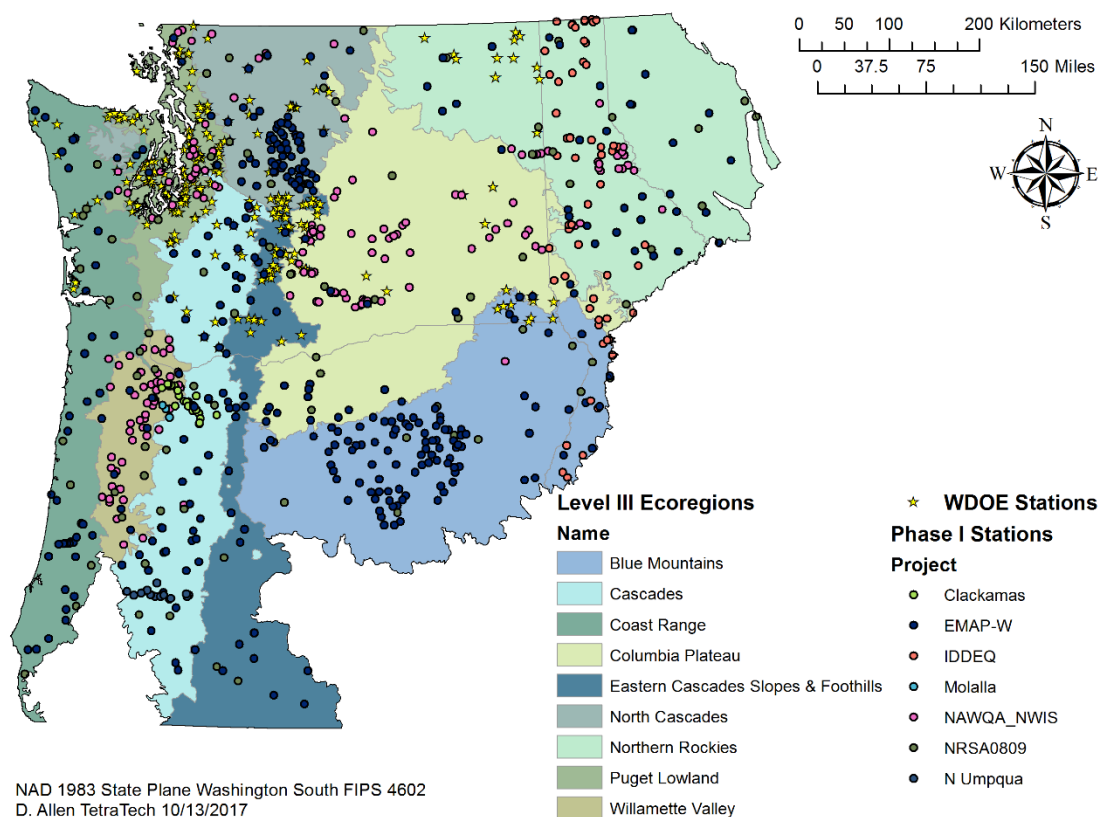 0 50 100 200 Kilometers
0 37.5 75 150 Miles
N
W E
S
Level III Ecoregions
Name
Blue Mountains
Cascades
Coast Range
Columbia Plateau
Eastern Cascades Slopes & Foothills
North Cascades
Northern Rockies
Puget Lowland
Willamette Valley
WDOE Stations
Phase I Stations
Project
Clackamas
EMAP-W
IDDEQ
Molalla
NAWQA_NWIS
NRSA0809
N Umpqua
NAD 1983 State Plane Washington South FIPS 4602
D. Allen TetraTech 10/13/2017